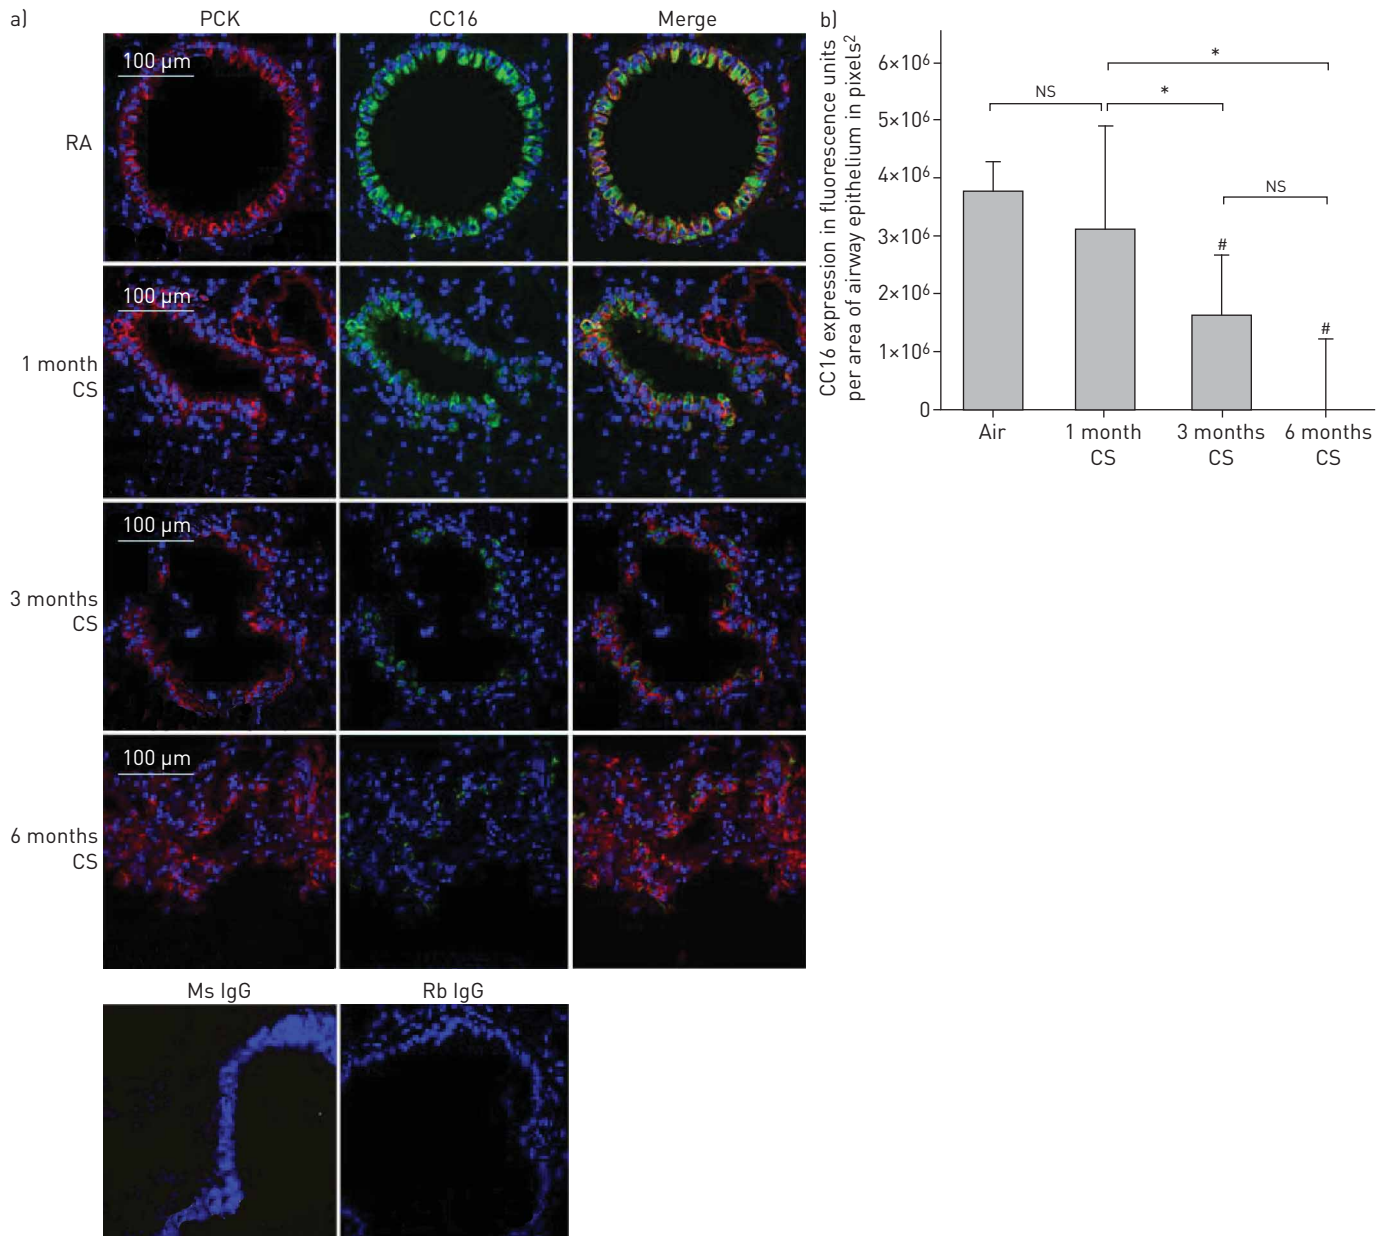 a)
PCK
CC16
Merge
RA
100 µm
1 month
CS
100 µm
3 months
CS
100 µm
6 months
CS
100 µm
Ms IgG
Rb IgG
b)
CC16 expression in fluorescence units
per area of airway epithelium in pixels²
6×10⁶
5×10⁶
4×10⁶
3×10⁶
2×10⁶
1×10⁶
0
*
NS
*
NS
#
#
Air
1 month
CS
3 months
CS
6 months
CS